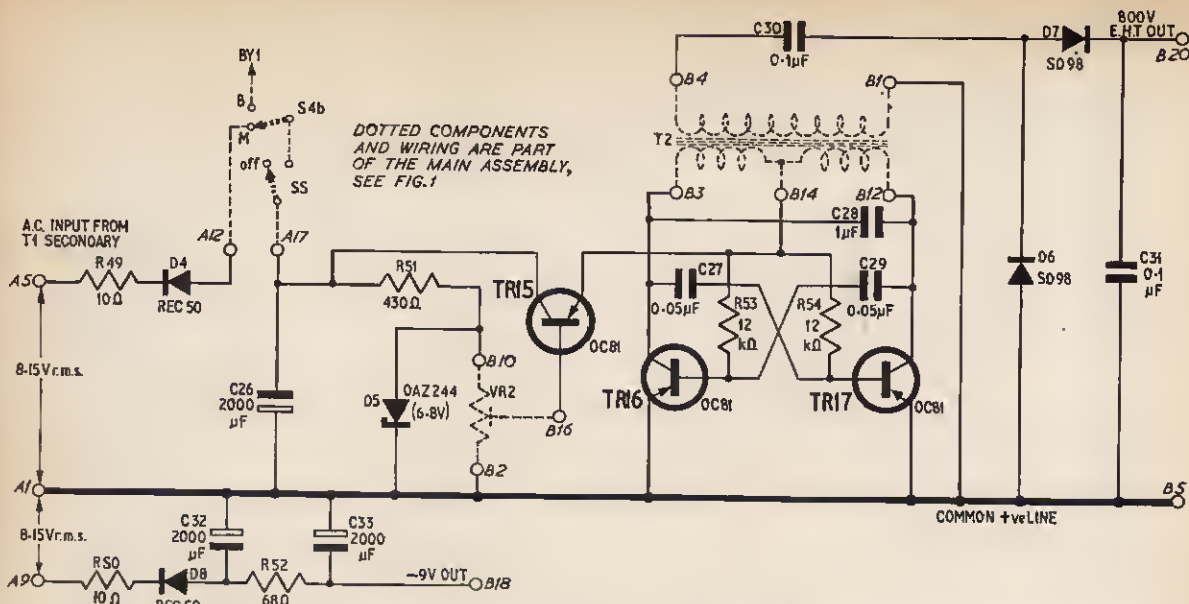 BY1
B
S4b
M
off
SS
DOTTED COMPONENTS
AND WIRING ARE PART
OF THE MAIN ASSEMBLY,
SEE FIG.1
A.C. INPUT FROM
T1 SECONDARY
A12
A17
A5
R49
10Ω
D4
REC 50
8-15V r.m.s.
C26
2000
µF
R51
430Ω
TR15
OC81
B10
D5
OAZ244
(6·8V)
VR2
B16
B2
C30
0·1µF
B4
B1
T2
B3
B14
B12
C28
1µF
C27
0·05µF
C29
0·05µF
R53
12
kΩ
R54
12
kΩ
TR16
OC81
TR17
OC81
D7
SD98
800V
E.H.T OUT
B20
D6
SD98
C31
0·1
µF
A1
COMMON +ve LINE
B5
8-15V r.m.s.
C32
2000
µF
C33
2000
µF
A9
R50
10Ω
D8
REC 50
R52
68Ω
-9V OUT
B18